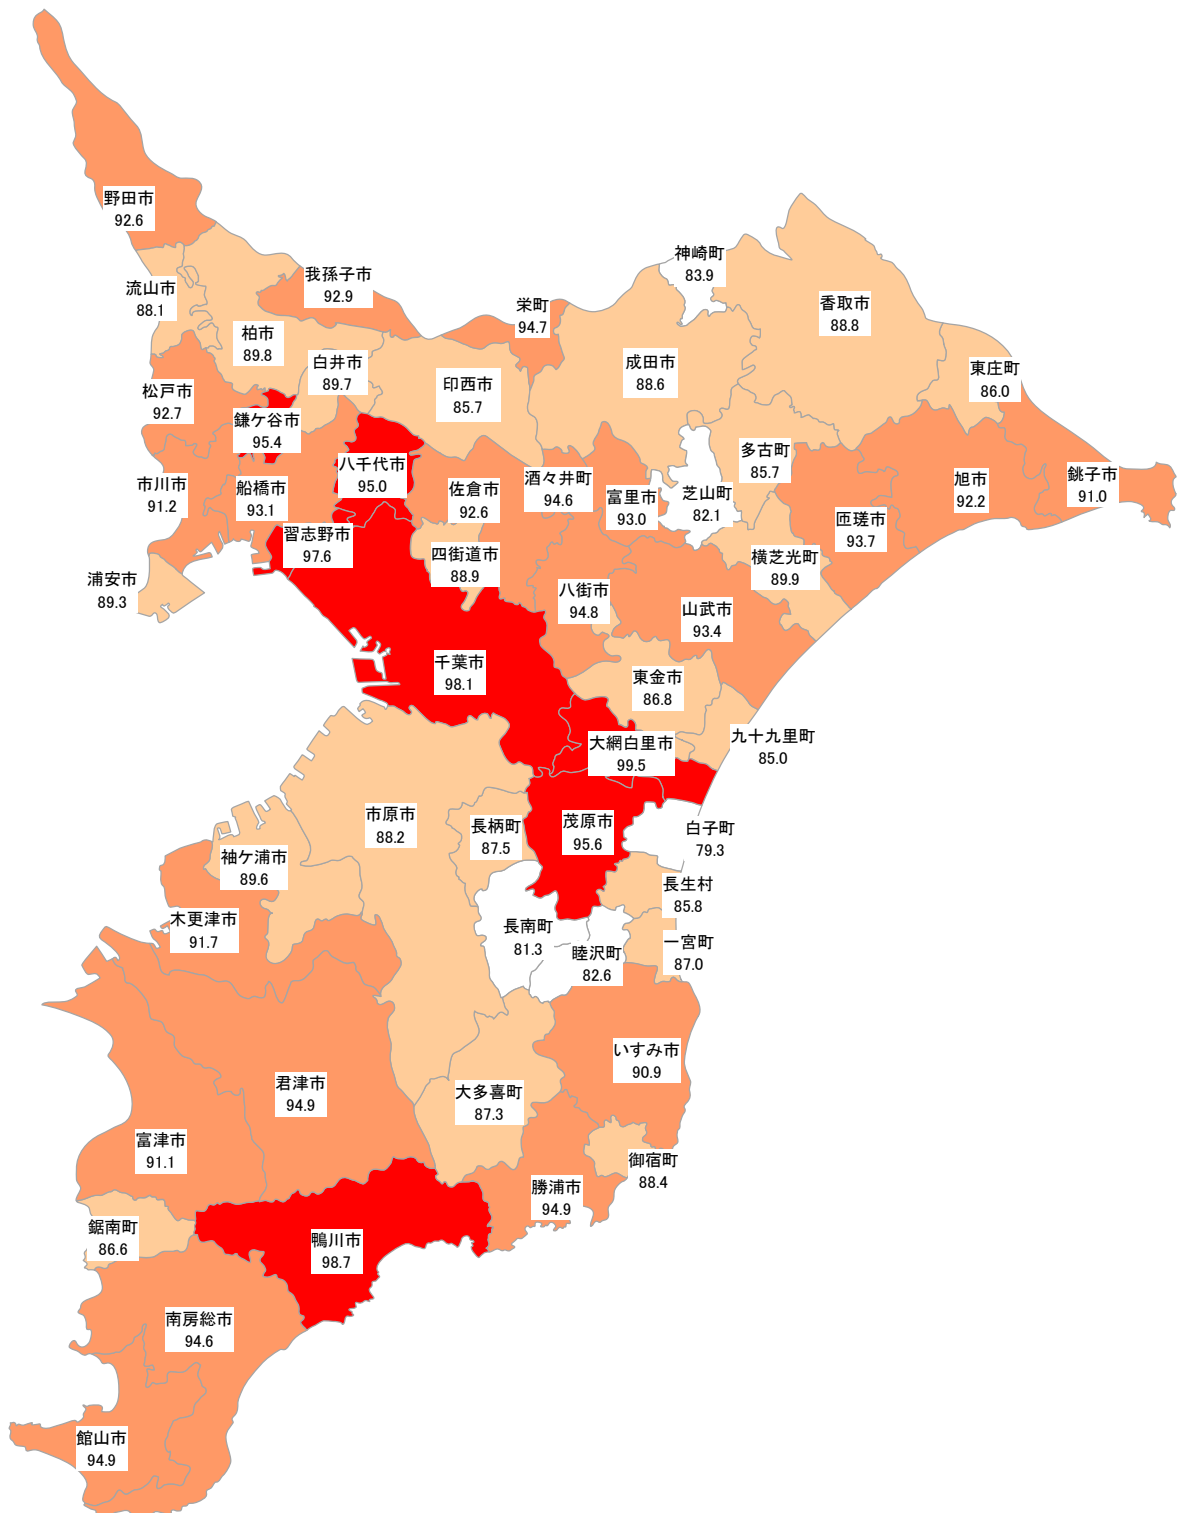 野田市
92.6
神崎町
83.9
我孫子市
92.9
流山市
88.1
栄町
94.7
香取市
88.8
柏市
89.8
白井市
89.7
成田市
88.6
東庄町
86.0
印西市
85.7
松戸市
92.7
鎌ケ谷市
95.4
多古町
85.7
八千代市
95.0
酒々井町
94.6
旭市
92.2
銚子市
91.0
市川市
91.2
船橋市
93.1
佐倉市
92.6
富里市
93.0
芝山町
82.1
匝瑳市
93.7
習志野市
97.6
四街道市
88.9
横芝光町
89.9
浦安市
89.3
八街市
94.8
山武市
93.4
千葉市
98.1
東金市
86.8
大網白里市
99.5
九十九里町
85.0
市原市
88.2
長柄町
87.5
茂原市
95.6
白子町
79.3
袖ケ浦市
89.6
長生村
85.8
木更津市
91.7
長南町
81.3
睦沢町
82.6
一宮町
87.0
いすみ市
90.9
君津市
94.9
大多喜町
87.3
富津市
91.1
御宿町
88.4
勝浦市
94.9
鋸南町
86.6
鴨川市
98.7
南房総市
94.6
館山市
94.9